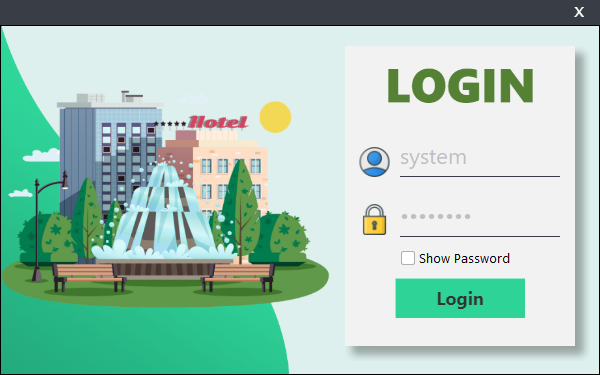 X
LOGIN
★★★★★Hotel
system
••••••••
Show Password
Login